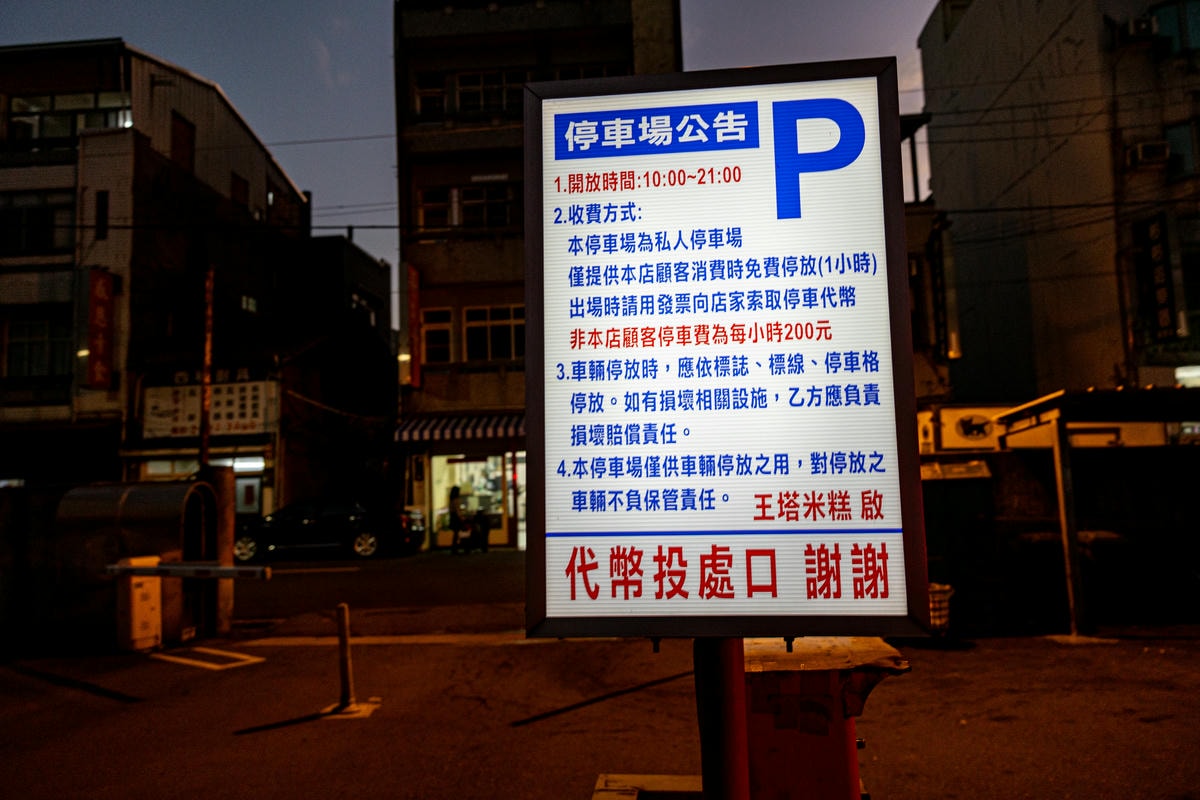 停車場公告
P
1.開放時間:10:00~21:00
2.收費方式:
本停車場為私人停車場
僅提供本店顧客消費時免費停放(1小時)
出場時請用發票向店家索取停車代幣
非本店顧客停車費為每小時200元
3.車輛停放時，應依標誌、標線、停車格
停放。如有損壞相關設施，乙方應負責
損壞賠償責任。
4.本停車場僅供車輛停放之用，對停放之
車輛不負保管責任。
王塔米糕 啟
代幣投處口 謝謝